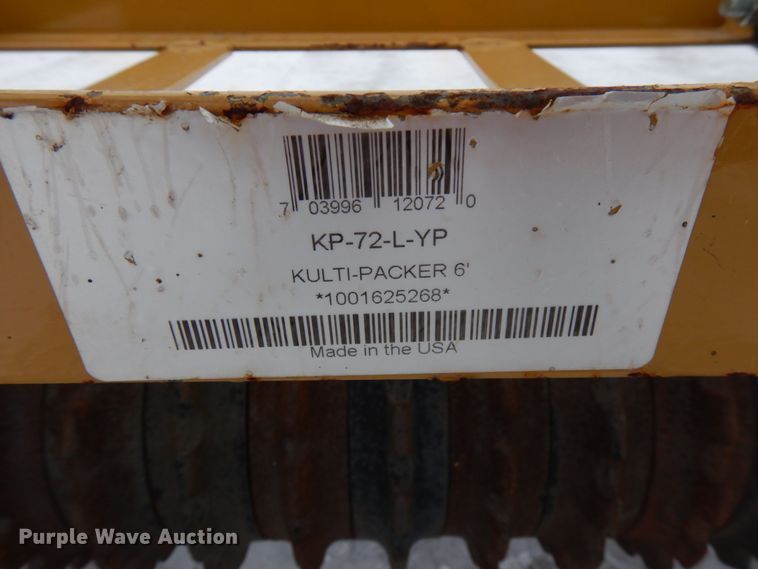 7 03996 12072 0
KP-72-L-YP
KULTI-PACKER 6'
*1001625268*
Made in the USA
Purple Wave Auction®